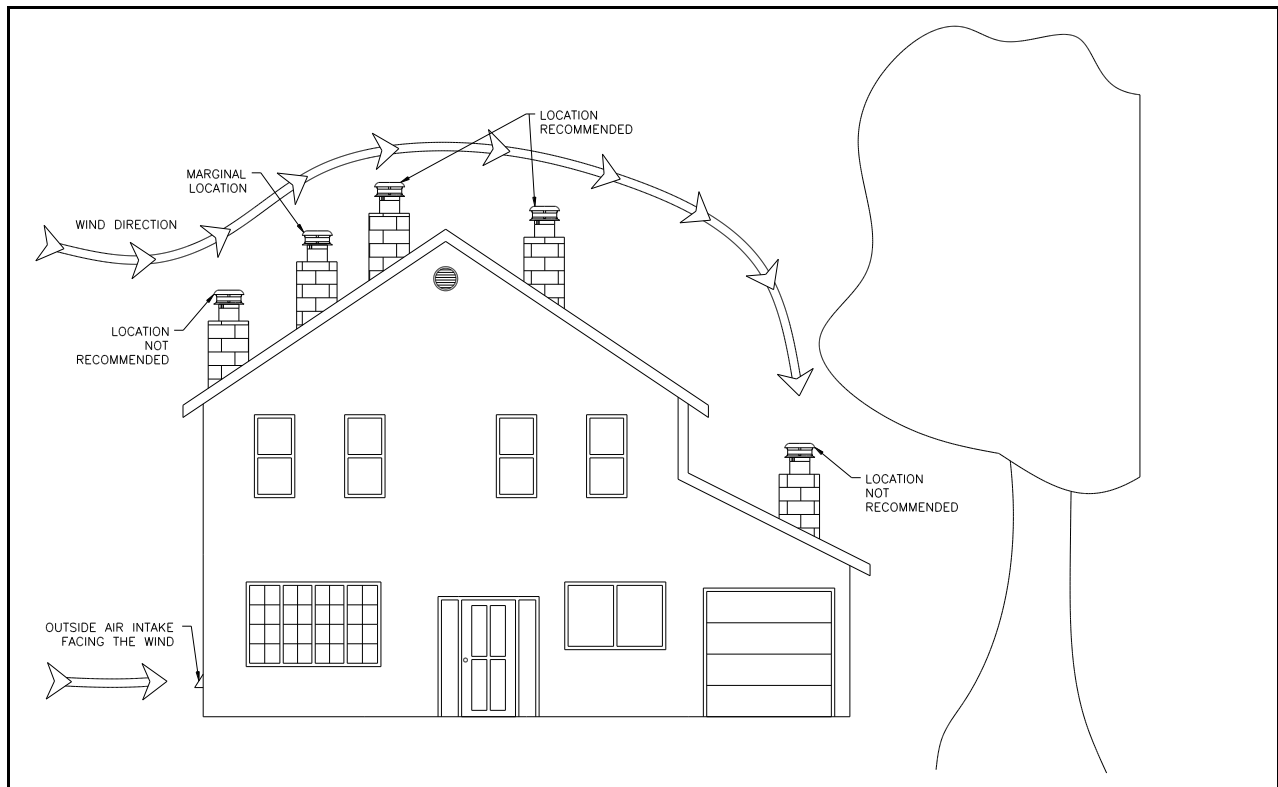 LOCATION
RECOMMENDED
MARGINAL
LOCATION
WIND DIRECTION
LOCATION
NOT
RECOMMENDED
LOCATION
NOT
RECOMMENDED
OUTSIDE AIR INTAKE
FACING THE WIND